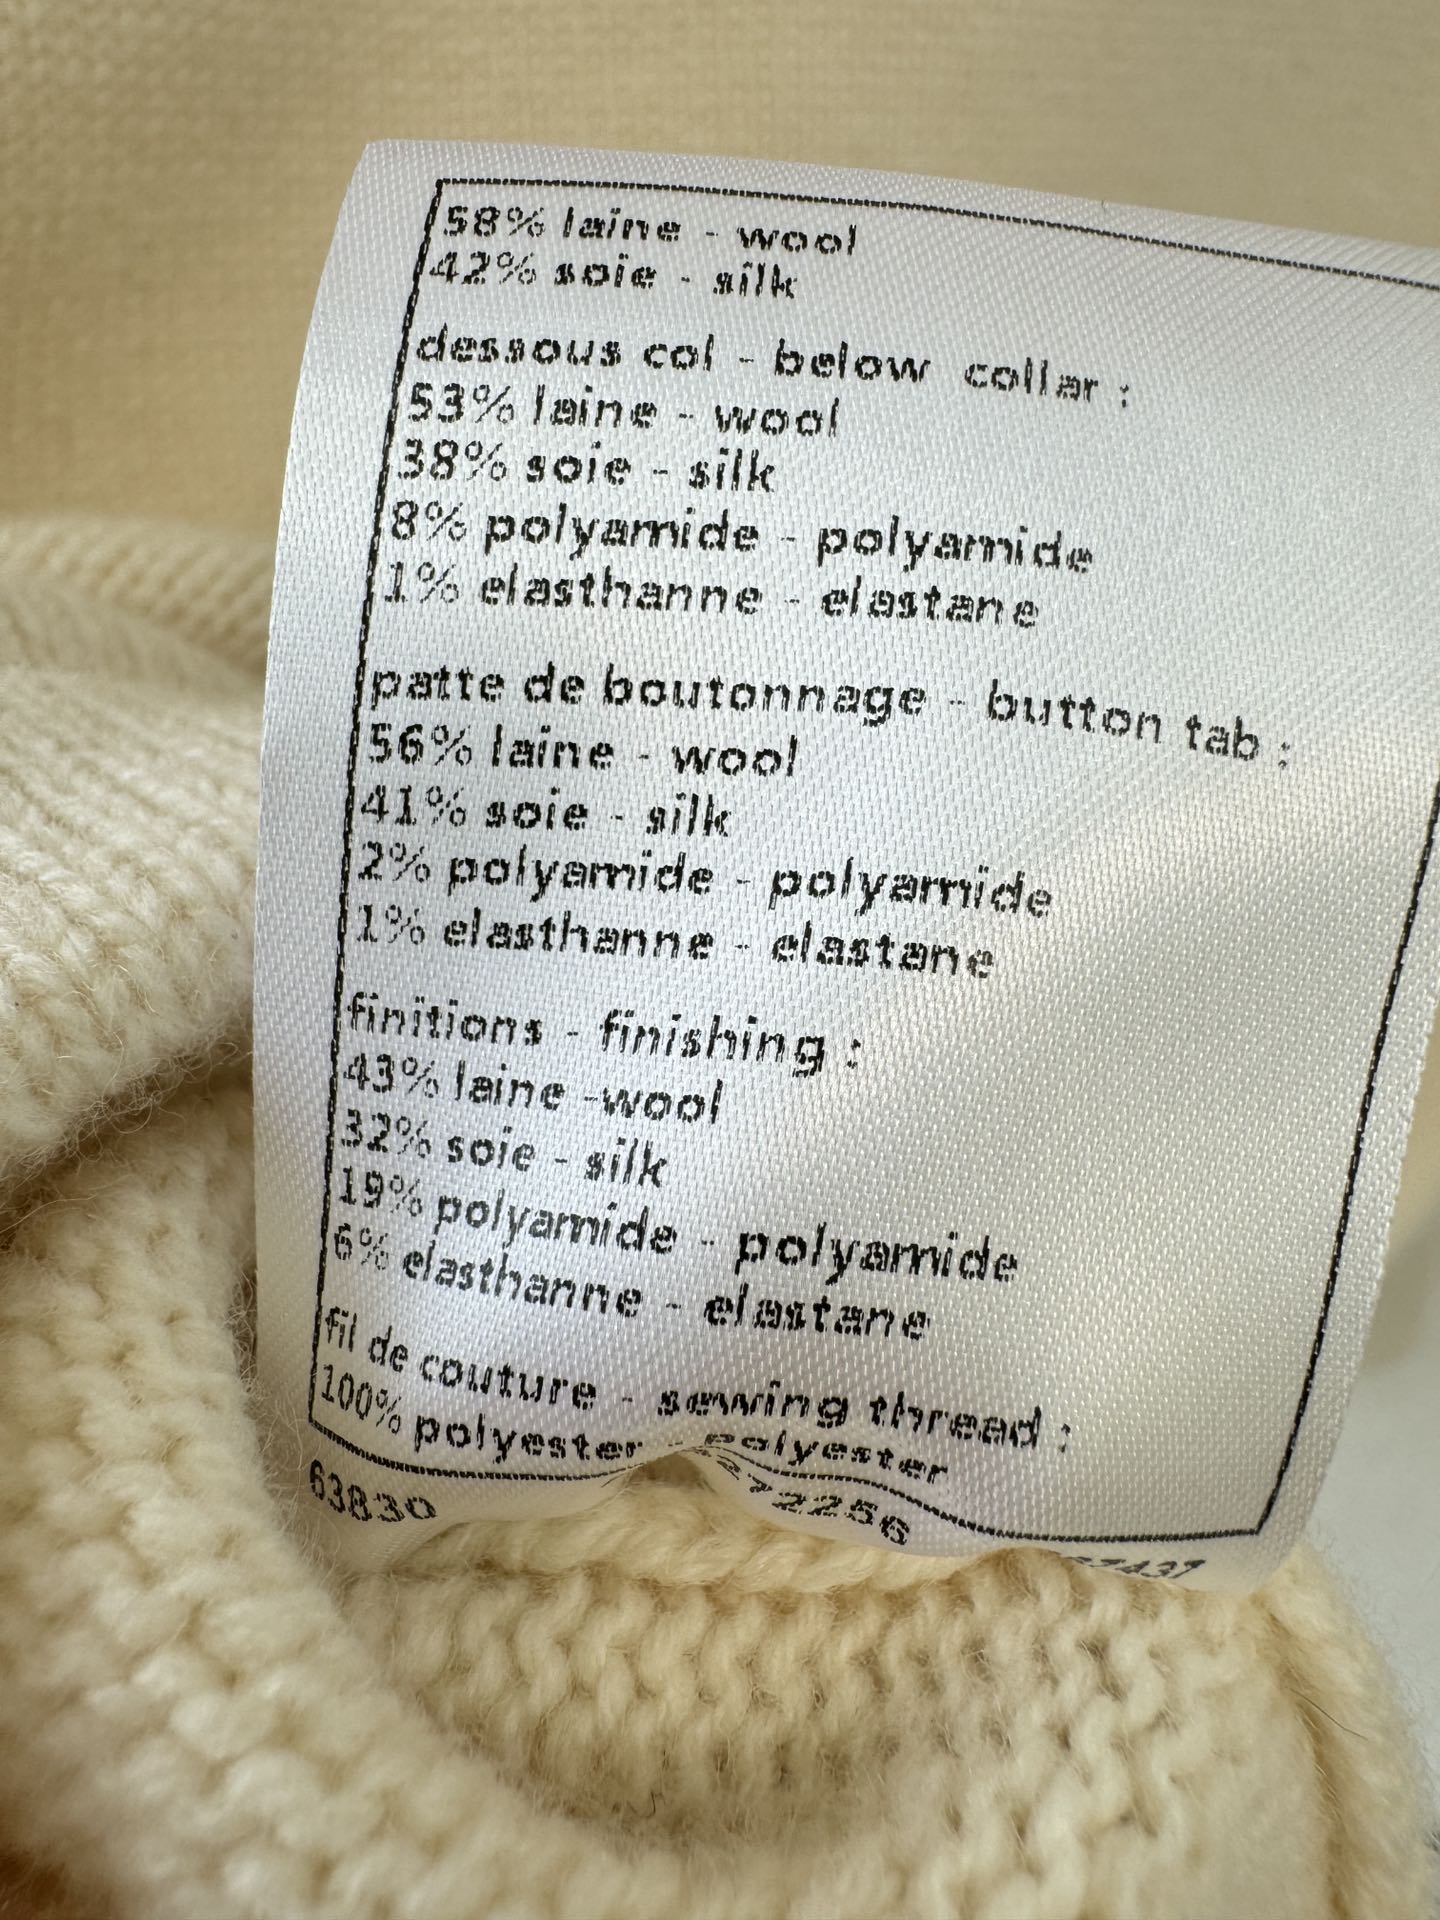 58% laine - wool
42% soie - silk
dessous col - below collar :
53% laine - wool
38% soie - silk
8% polyamide - polyamide
1% elasthanne - elastane
patte de boutonnage - button tab :
56% laine - wool
41% soie - silk
2% polyamide - polyamide
1% elasthanne - elastane
finitions - finishing :
43% laine -wool
32% soie - silk
19% polyamide - polyamide
6% elasthanne - elastane
fil de couture - sewing thread :
100% polyester - Polyester
63830